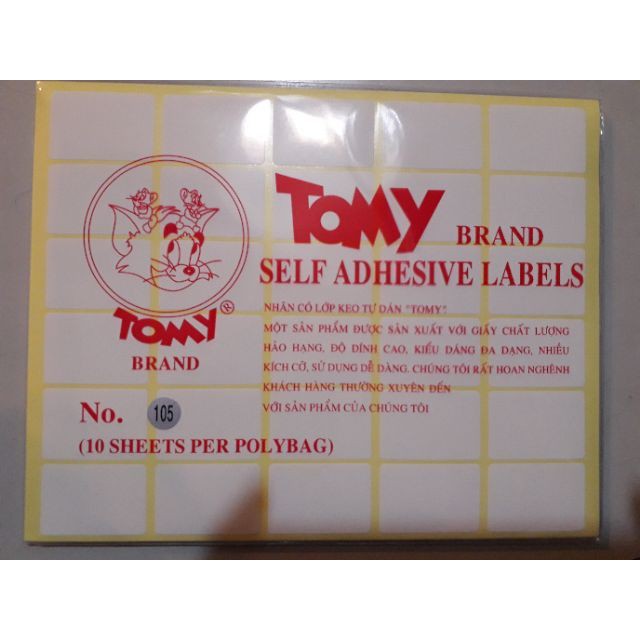 TOMY BRAND
SELF ADHESIVE LABELS
NHÃN CÓ LỚP KEO TỰ DÁN "TOMY".
MỘT SẢN PHẨM ĐƯỢC SẢN XUẤT VỚI GIẤY CHẤT LƯỢNG
HẢO HẠNG, ĐỘ DÍNH CAO, KIỂU DÁNG ĐA DẠNG, NHIỀU
KÍCH CỠ, SỬ DỤNG DỄ DÀNG. CHÚNG TÔI RẤT HOAN NGHÊNH
KHÁCH HÀNG THƯỜNG XUYÊN ĐẾN
VỚI SẢN PHẨM CỦA CHÚNG TÔI
TOMY ®
BRAND
No. 105
(10 SHEETS PER POLYBAG)